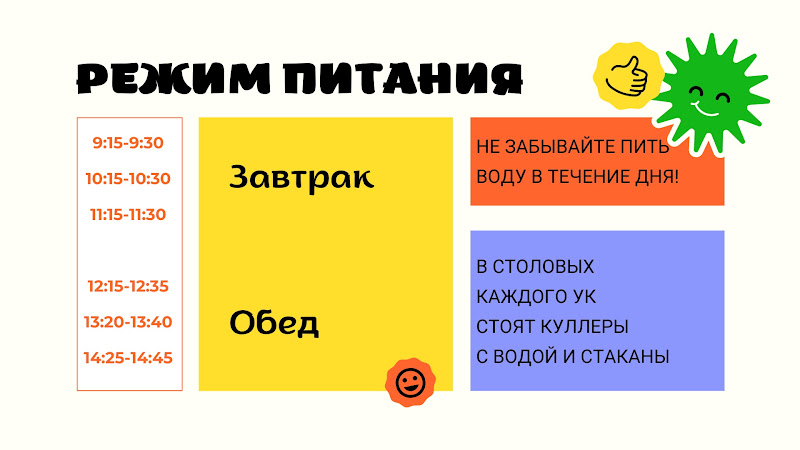 РЕЖИМ ПИТАНИЯ
9:15-9:30
10:15-10:30
11:15-11:30
12:15-12:35
13:20-13:40
14:25-14:45
Завтрак
Обед
НЕ ЗАБЫВАЙТЕ ПИТЬ
ВОДУ В ТЕЧЕНИЕ ДНЯ!
В СТОЛОВЫХ
КАЖДОГО УК
СТОЯТ КУЛЛЕРЫ
С ВОДОЙ И СТАКАНЫ